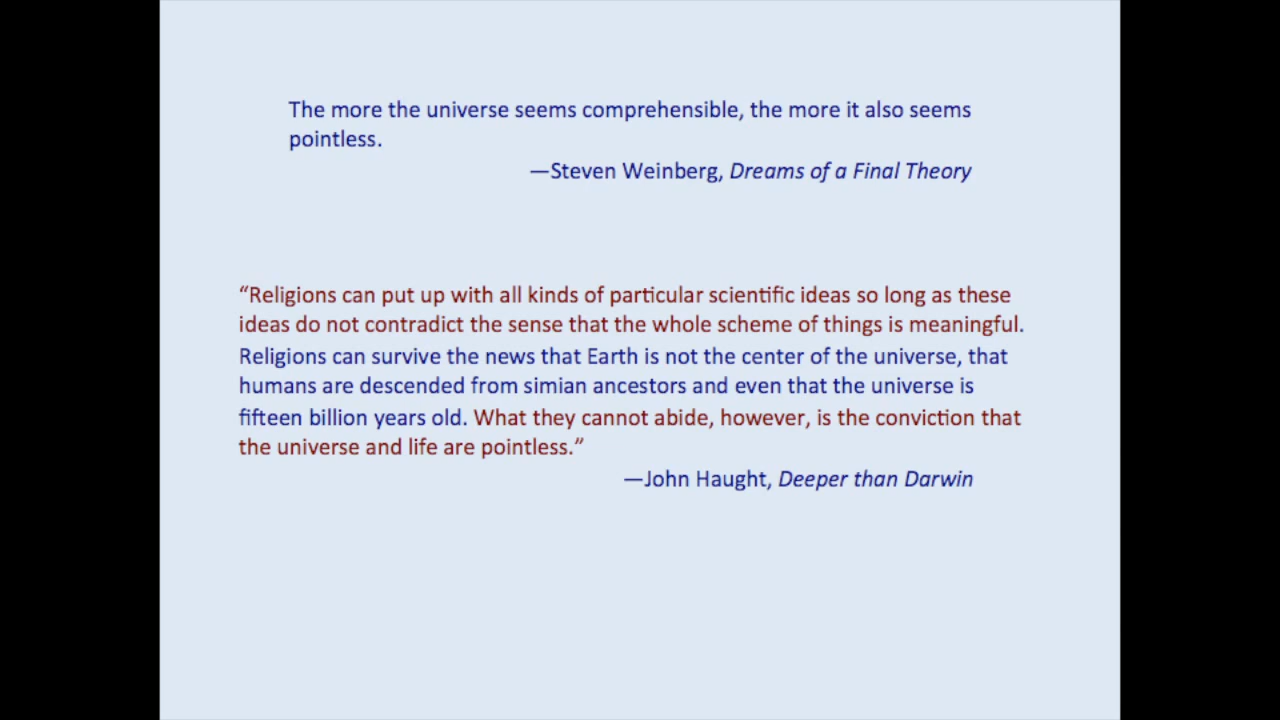 The more the universe seems comprehensible, the more it also seems
pointless.
—Steven Weinberg, Dreams of a Final Theory
“Religions can put up with all kinds of particular scientific ideas so long as these
ideas do not contradict the sense that the whole scheme of things is meaningful.
Religions can survive the news that Earth is not the center of the universe, that
humans are descended from simian ancestors and even that the universe is
fifteen billion years old. What they cannot abide, however, is the conviction that
the universe and life are pointless.”
—John Haught, Deeper than Darwin